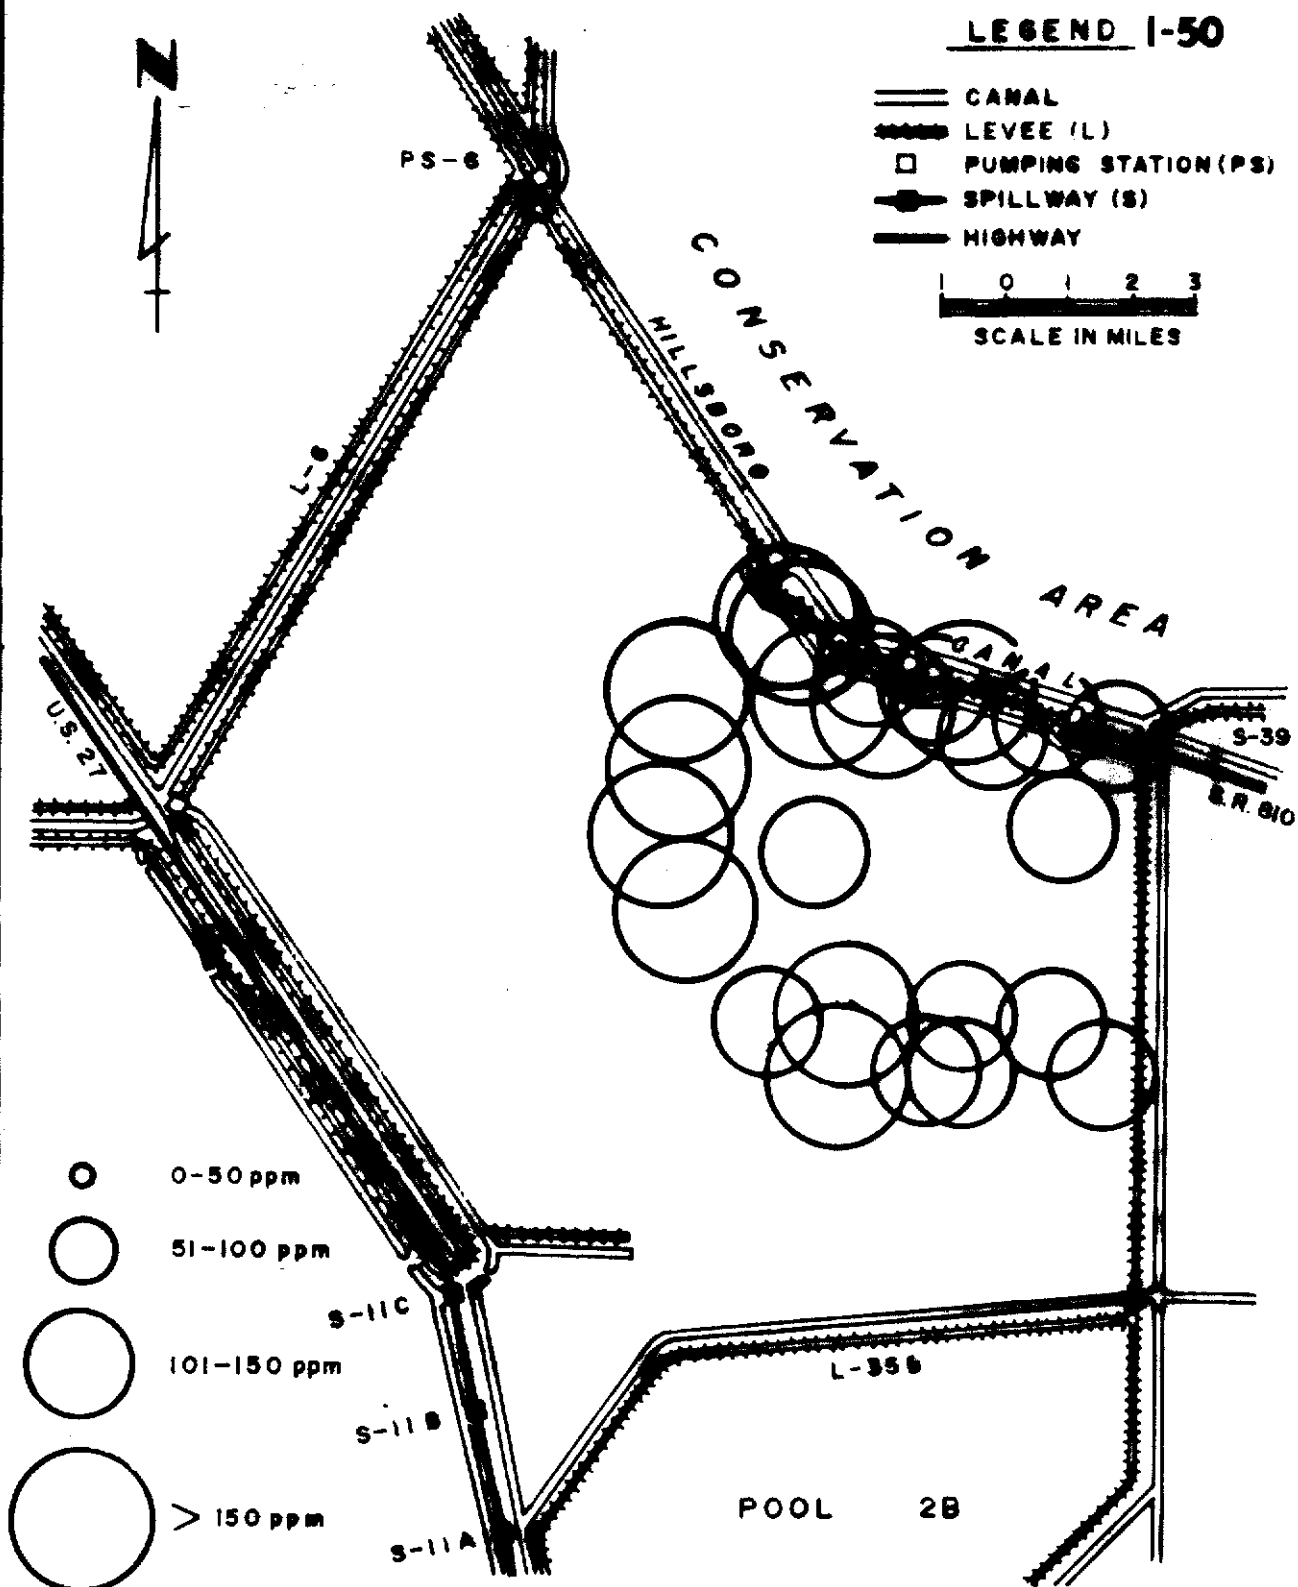 LEGEND 1-50
N
CANAL
LEVEE (L)
PUMPING STATION (PS)
SPILLWAY (S)
HIGHWAY
1 0 1 2 3
SCALE IN MILES
PS-6
CONSERVATION AREA
HILLSBORO
CANAL
L-6
U.S. 27
S-39
S.R. 810
0-50 ppm
51-100 ppm
101-150 ppm
> 150 ppm
S-11C
S-11B
S-11A
L-35B
POOL 2B